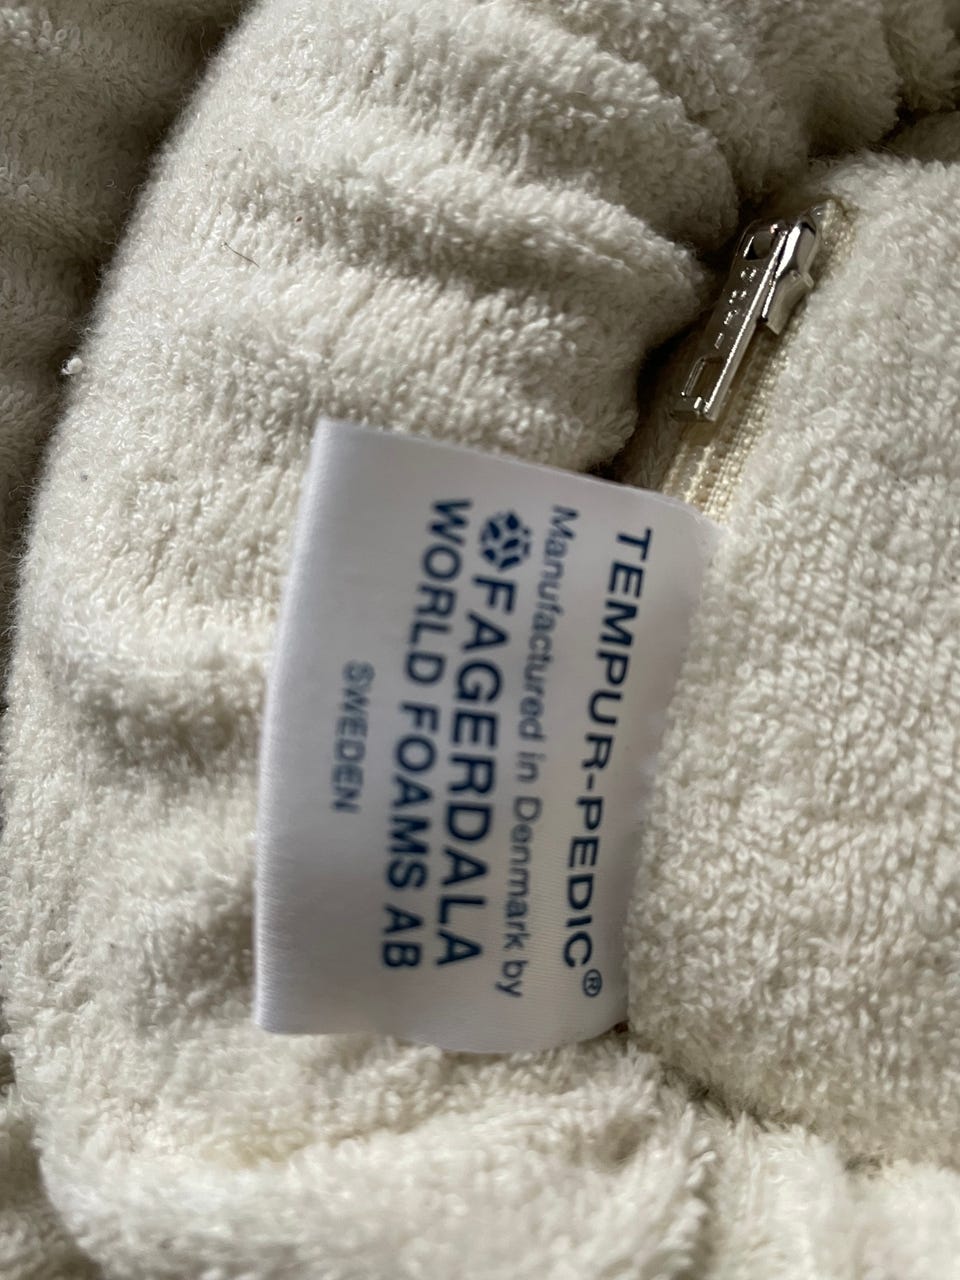 TEMPUR-PEDIC®
Manufactured in Denmark by
FAGERDALA
WORLD FOAMS AB
SWEDEN